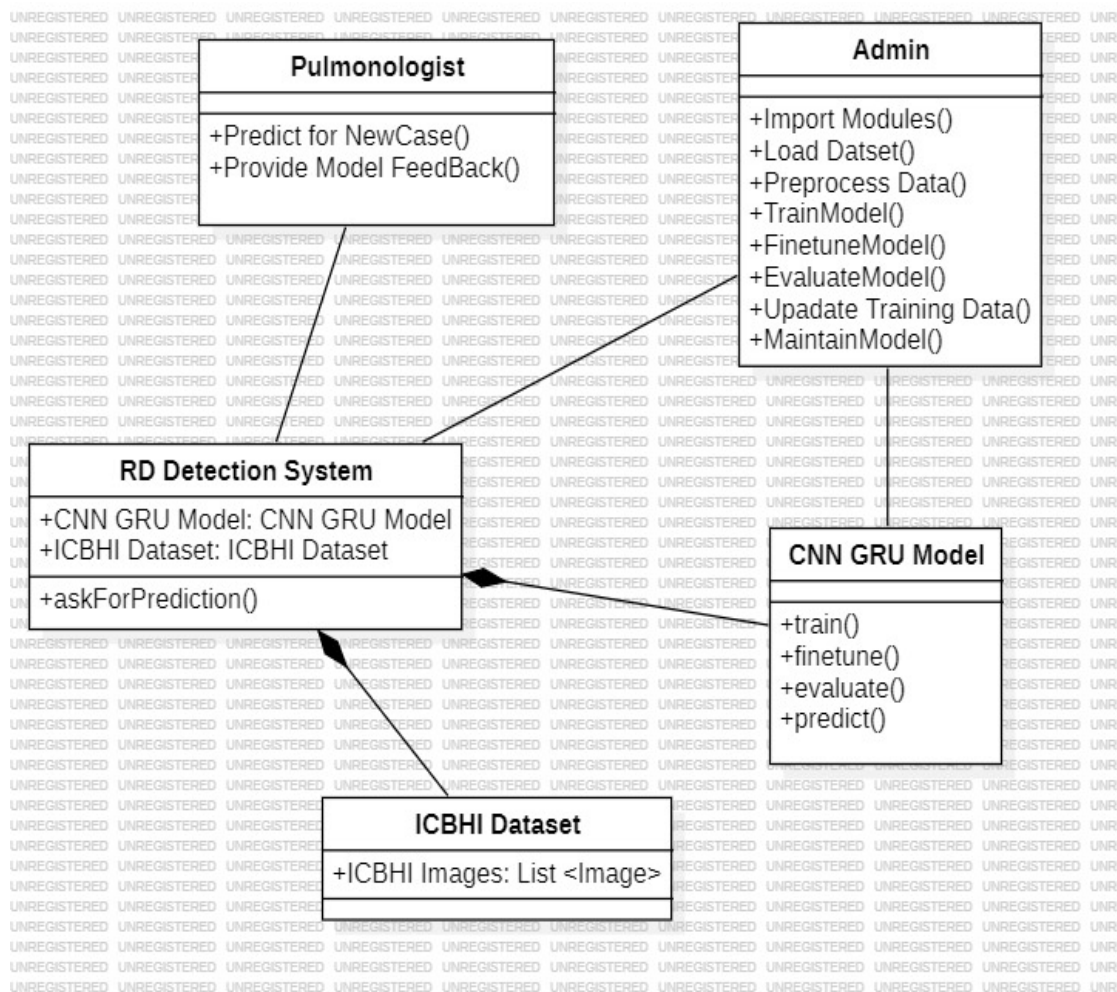 Pulmonologist
+Predict for NewCase()
+Provide Model FeedBack()
Admin
+Import Modules()
+Load Datset()
+Preprocess Data()
+TrainModel()
+FinetuneModel()
+EvaluateModel()
+Upadate Training Data()
+MaintainModel()
RD Detection System
+CNN GRU Model: CNN GRU Model
+ICBHI Dataset: ICBHI Dataset
+askForPrediction()
CNN GRU Model
+train()
+finetune()
+evaluate()
+predict()
ICBHI Dataset
+ICBHI Images: List <Image>
UNREGISTERED